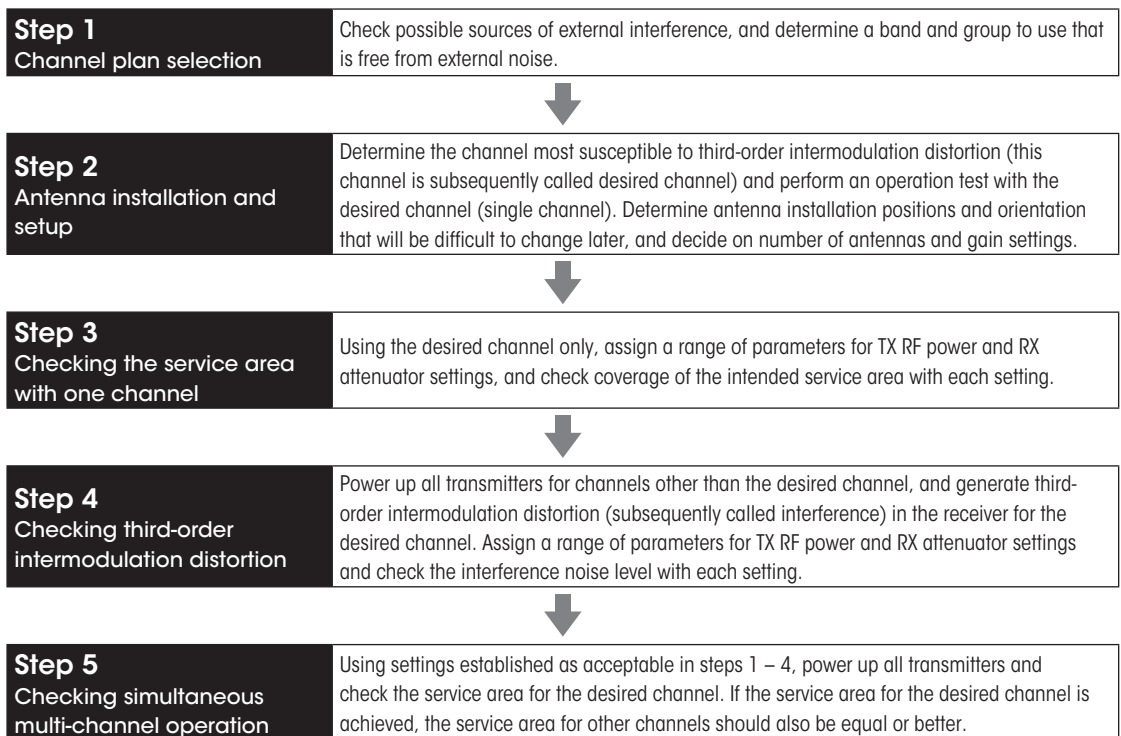 Step 1
Channel plan selection
Check possible sources of external interference, and determine a band and group to use that
is free from external noise.
Step 2
Antenna installation and
setup
Determine the channel most susceptible to third-order intermodulation distortion (this
channel is subsequently called desired channel) and perform an operation test with the
desired channel (single channel). Determine antenna installation positions and orientation
that will be difficult to change later, and decide on number of antennas and gain settings.
Step 3
Checking the service area
with one channel
Using the desired channel only, assign a range of parameters for TX RF power and RX
attenuator settings, and check coverage of the intended service area with each setting.
Step 4
Checking third-order
intermodulation distortion
Power up all transmitters for channels other than the desired channel, and generate third-
order intermodulation distortion (subsequently called interference) in the receiver for the
desired channel. Assign a range of parameters for TX RF power and RX attenuator settings
and check the interference noise level with each setting.
Step 5
Checking simultaneous
multi-channel operation
Using settings established as acceptable in steps 1 – 4, power up all transmitters and
check the service area for the desired channel. If the service area for the desired channel is
achieved, the service area for other channels should also be equal or better.